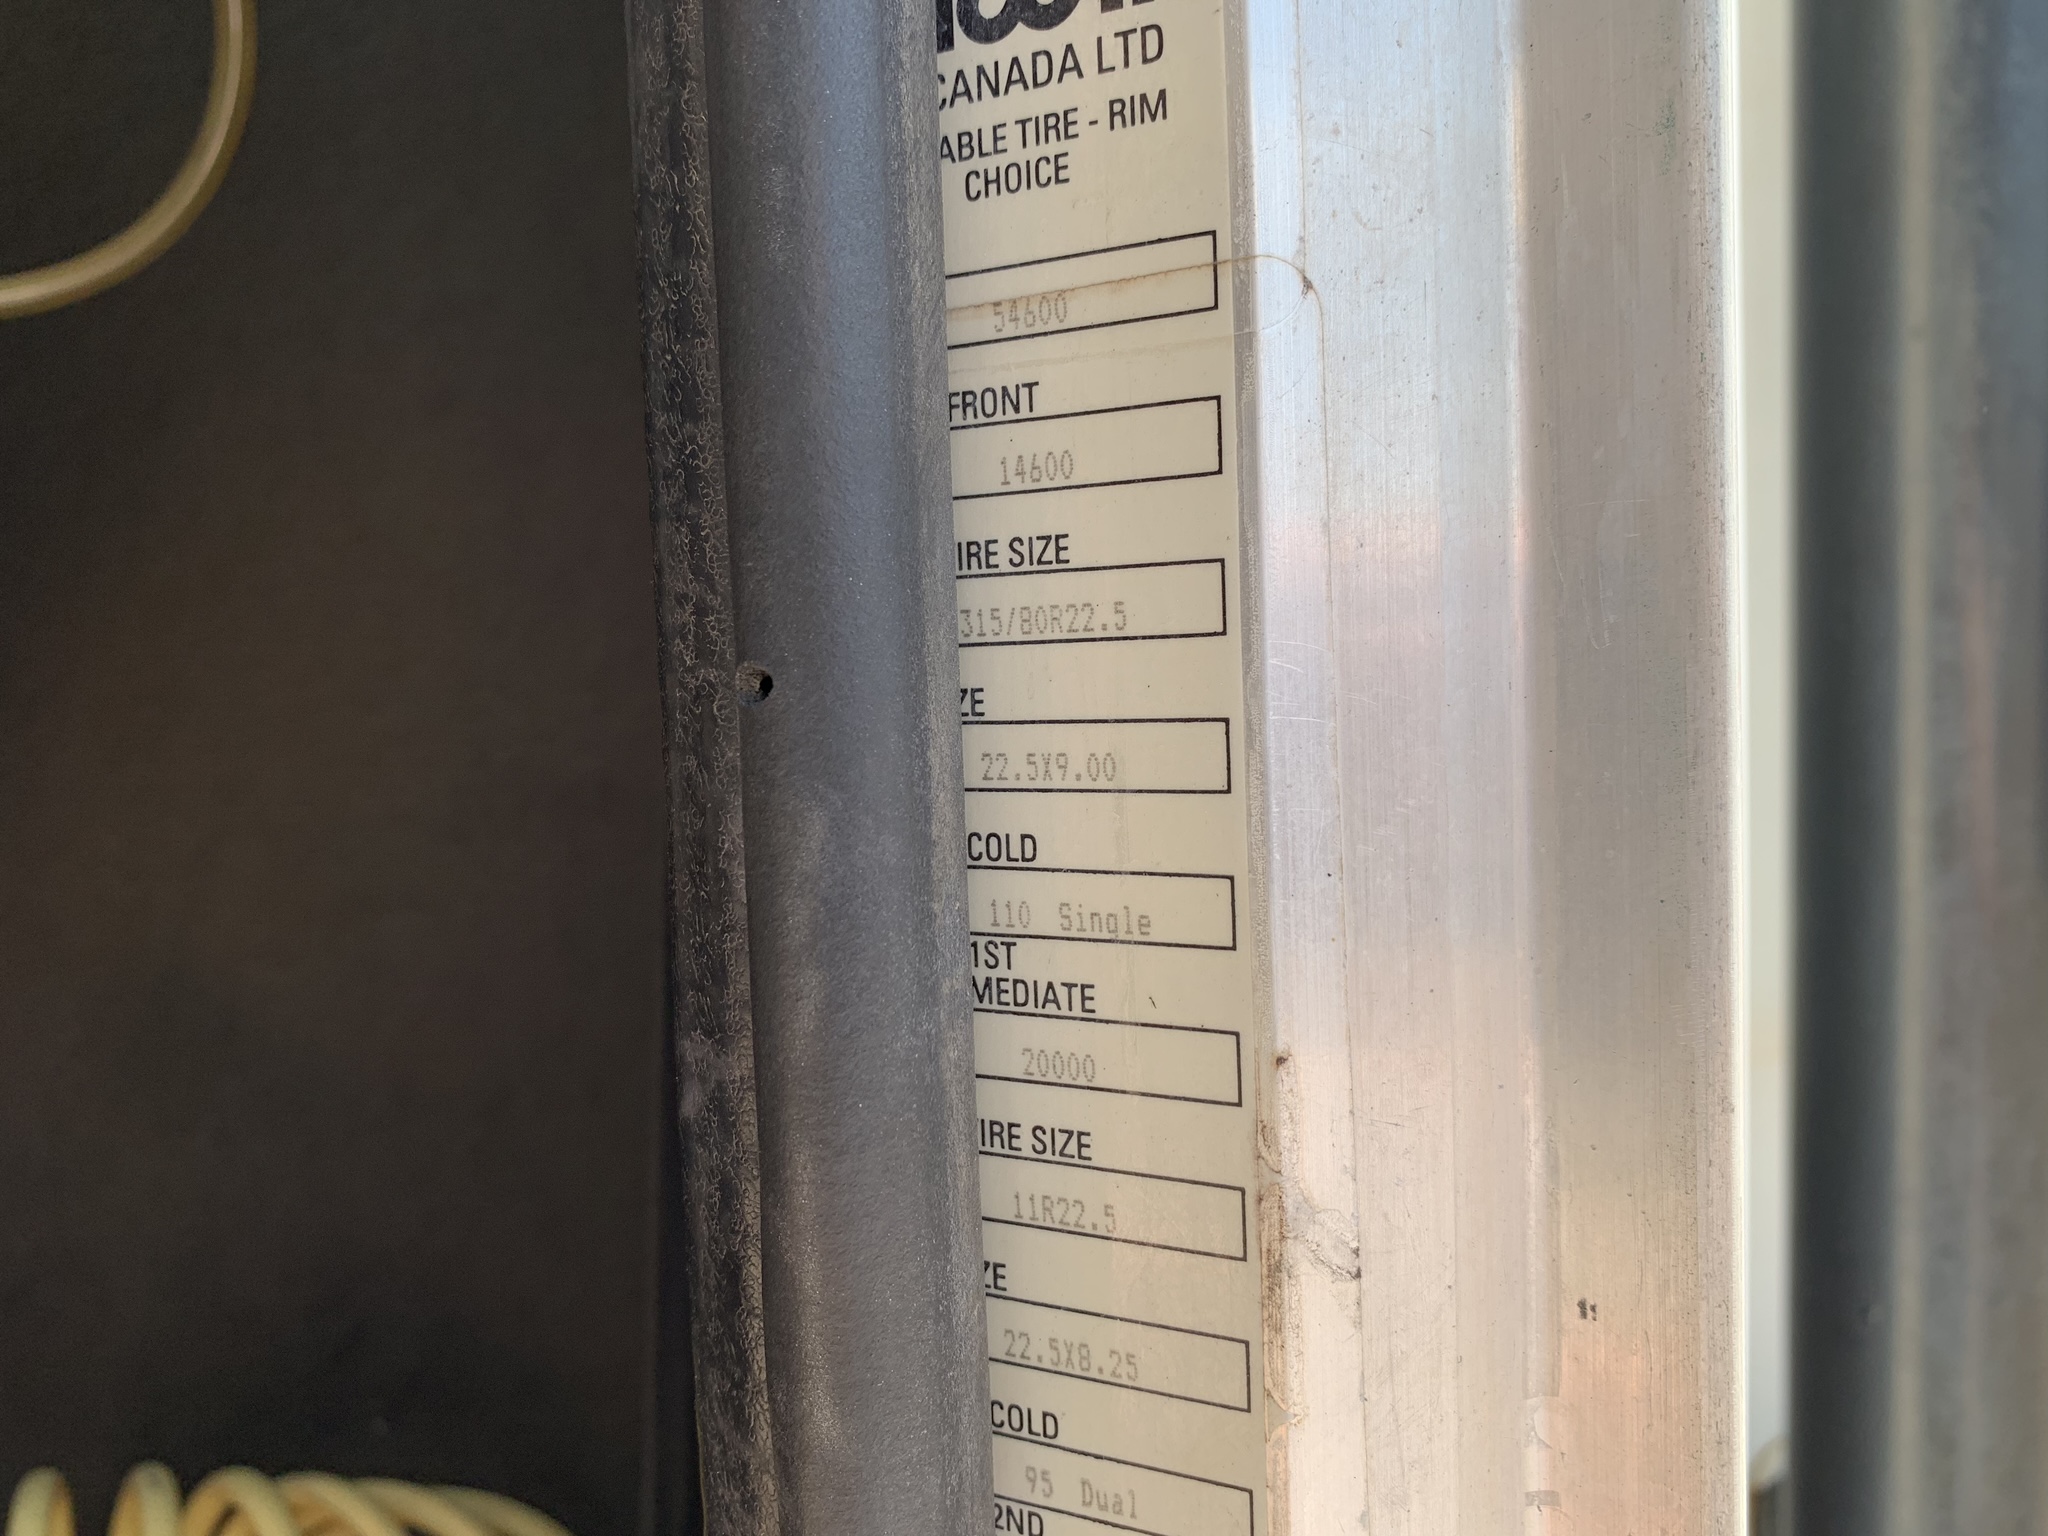 CANADA LTD
ABLE TIRE - RIM
CHOICE
54600
FRONT
14600
IRE SIZE
315/80R22.5
ZE
22.5X9.00
COLD
110 Single
1ST
MEDIATE
20000
IRE SIZE
11R22.5
ZE
22.5X8.25
COLD
95 Dual
2ND